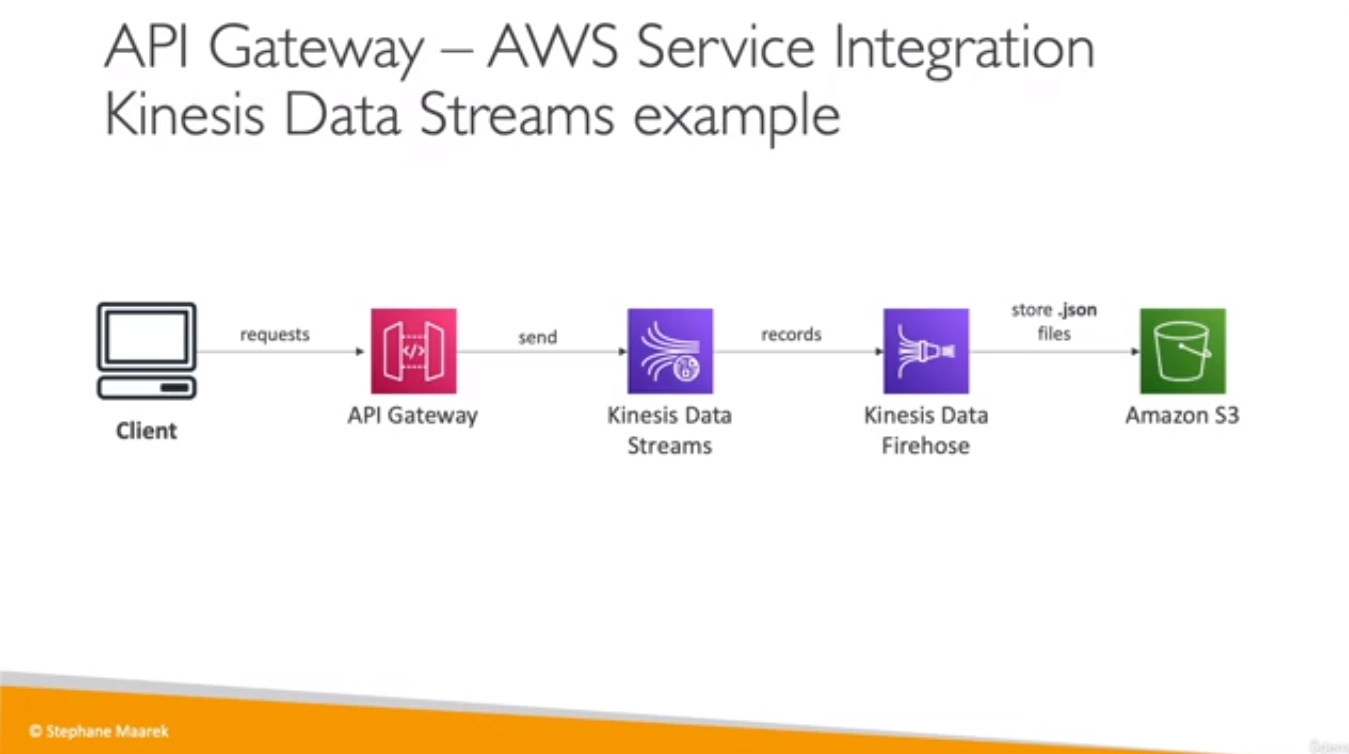 API Gateway – AWS Service Integration
Kinesis Data Streams example
requests
send
records
store .json
files
Client
API Gateway
Kinesis Data
Streams
Kinesis Data
Firehose
Amazon S3
© Stephane Maarek